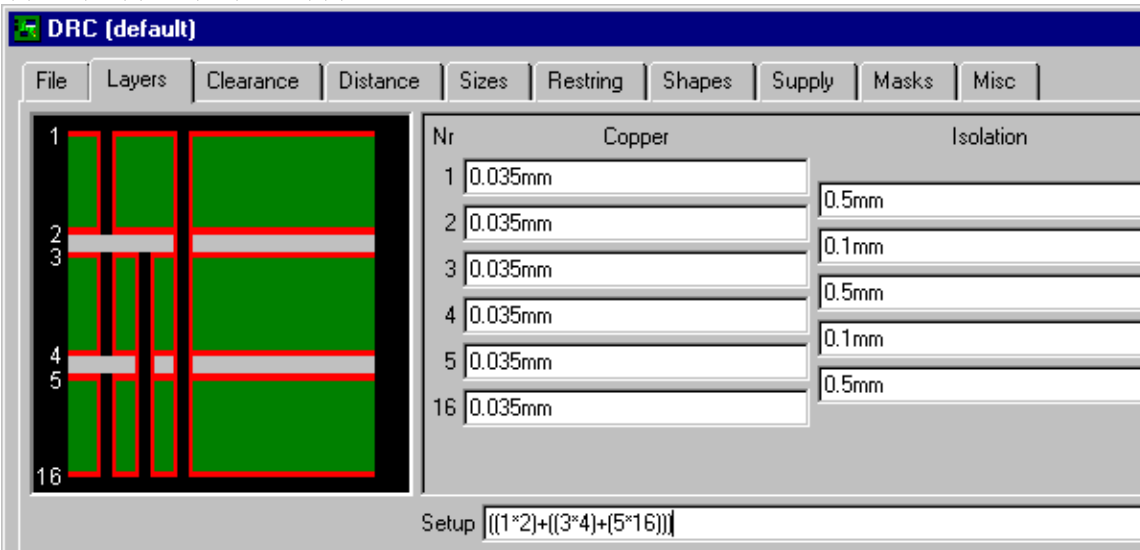 DRC (default)
File Layers Clearance Distance Sizes Restring Shapes Supply Masks Misc
Nr Copper Isolation
1
2
3
4
5
16
1 0.035mm
0.5mm
2 0.035mm
0.1mm
3 0.035mm
0.5mm
4 0.035mm
0.1mm
5 0.035mm
0.5mm
16 0.035mm
Setup ((1*2)+((3*4)+(5*16)))